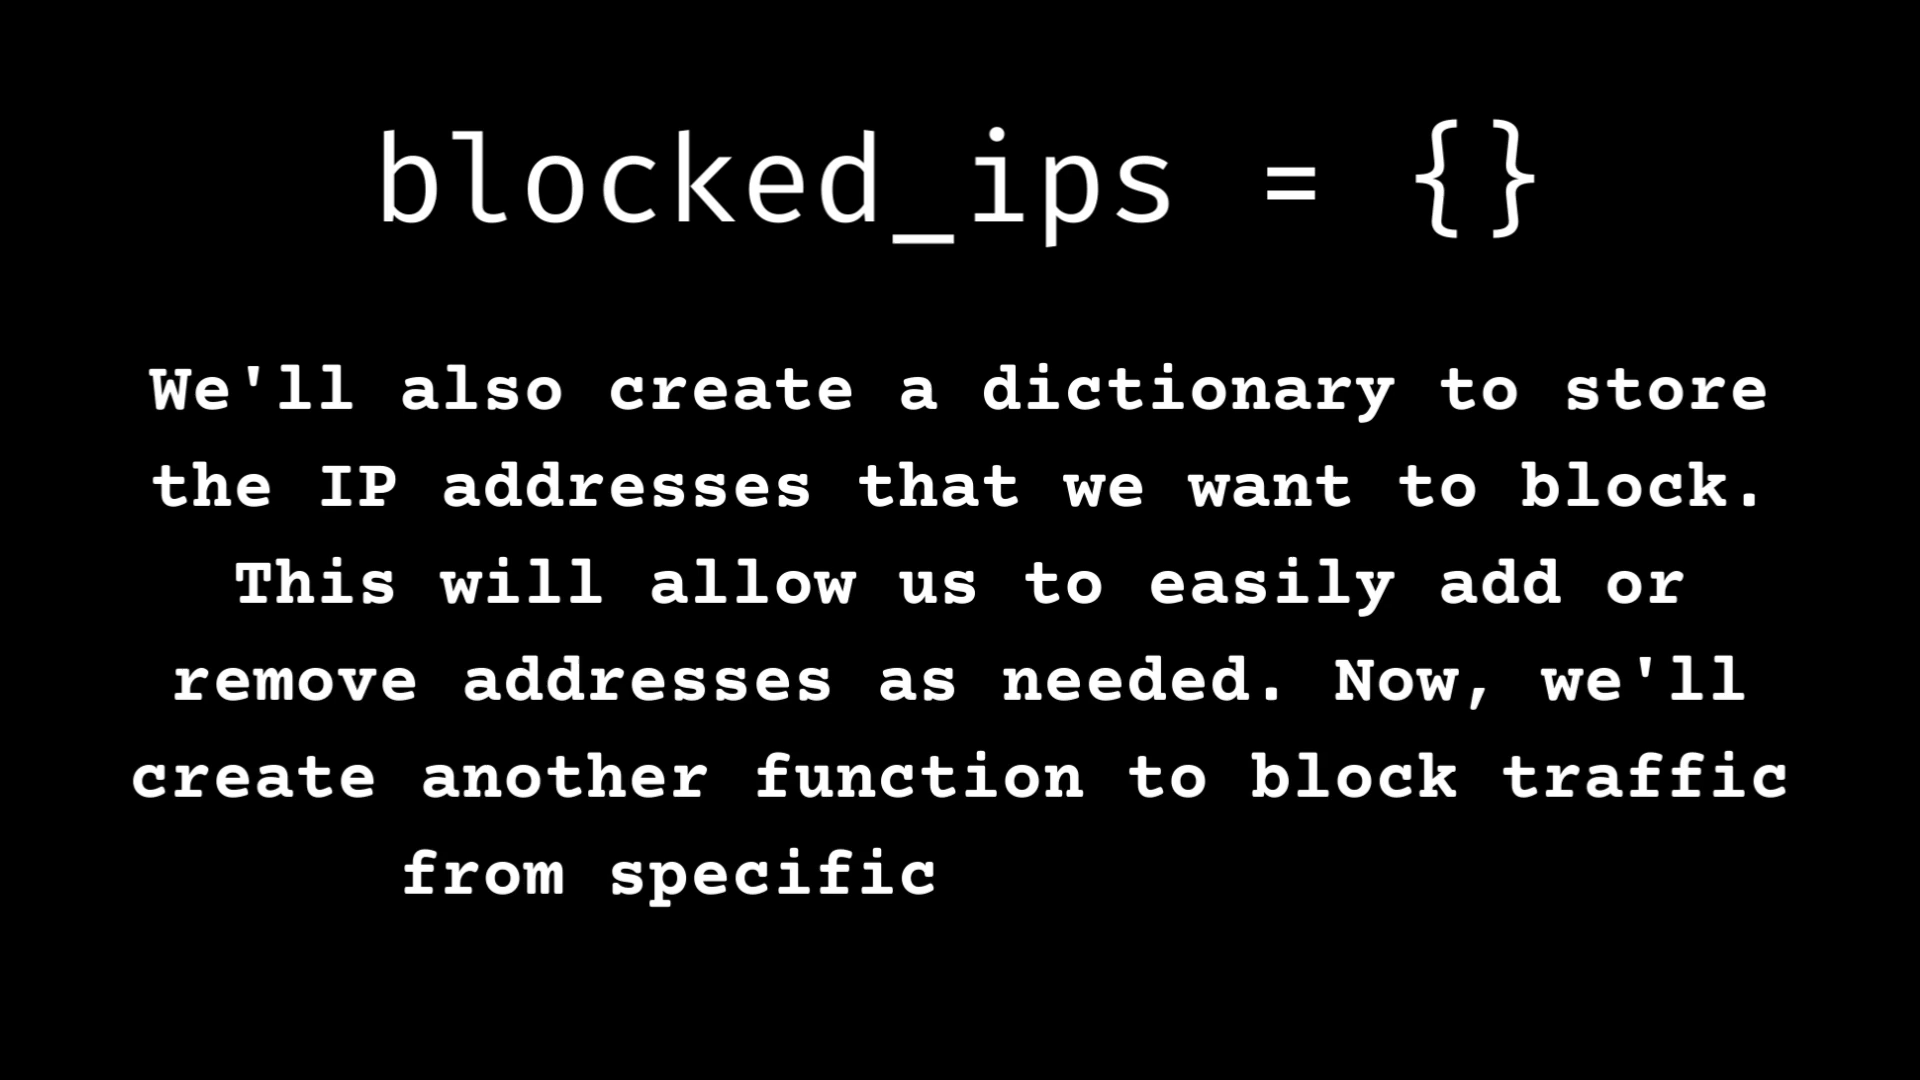 blocked_ips = {}
We'll also create a dictionary to store
the IP addresses that we want to block.
This will allow us to easily add or
remove addresses as needed. Now, we'll
create another function to block traffic
from specific